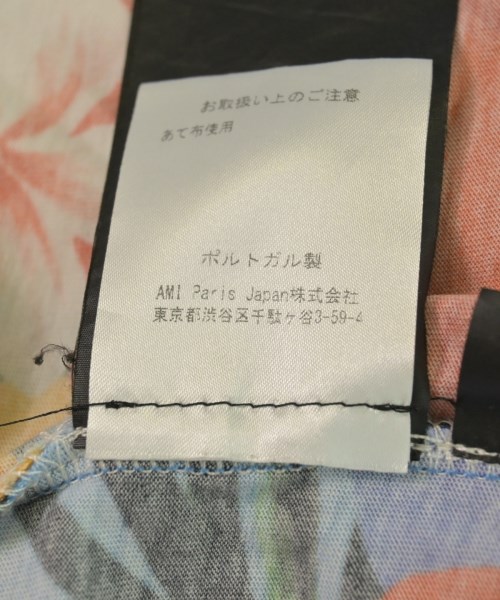 お取扱い上のご注意
あて布使用
ポルトガル製
AMI Paris Japan株式会社
東京都渋谷区千駄ヶ谷3-59-4